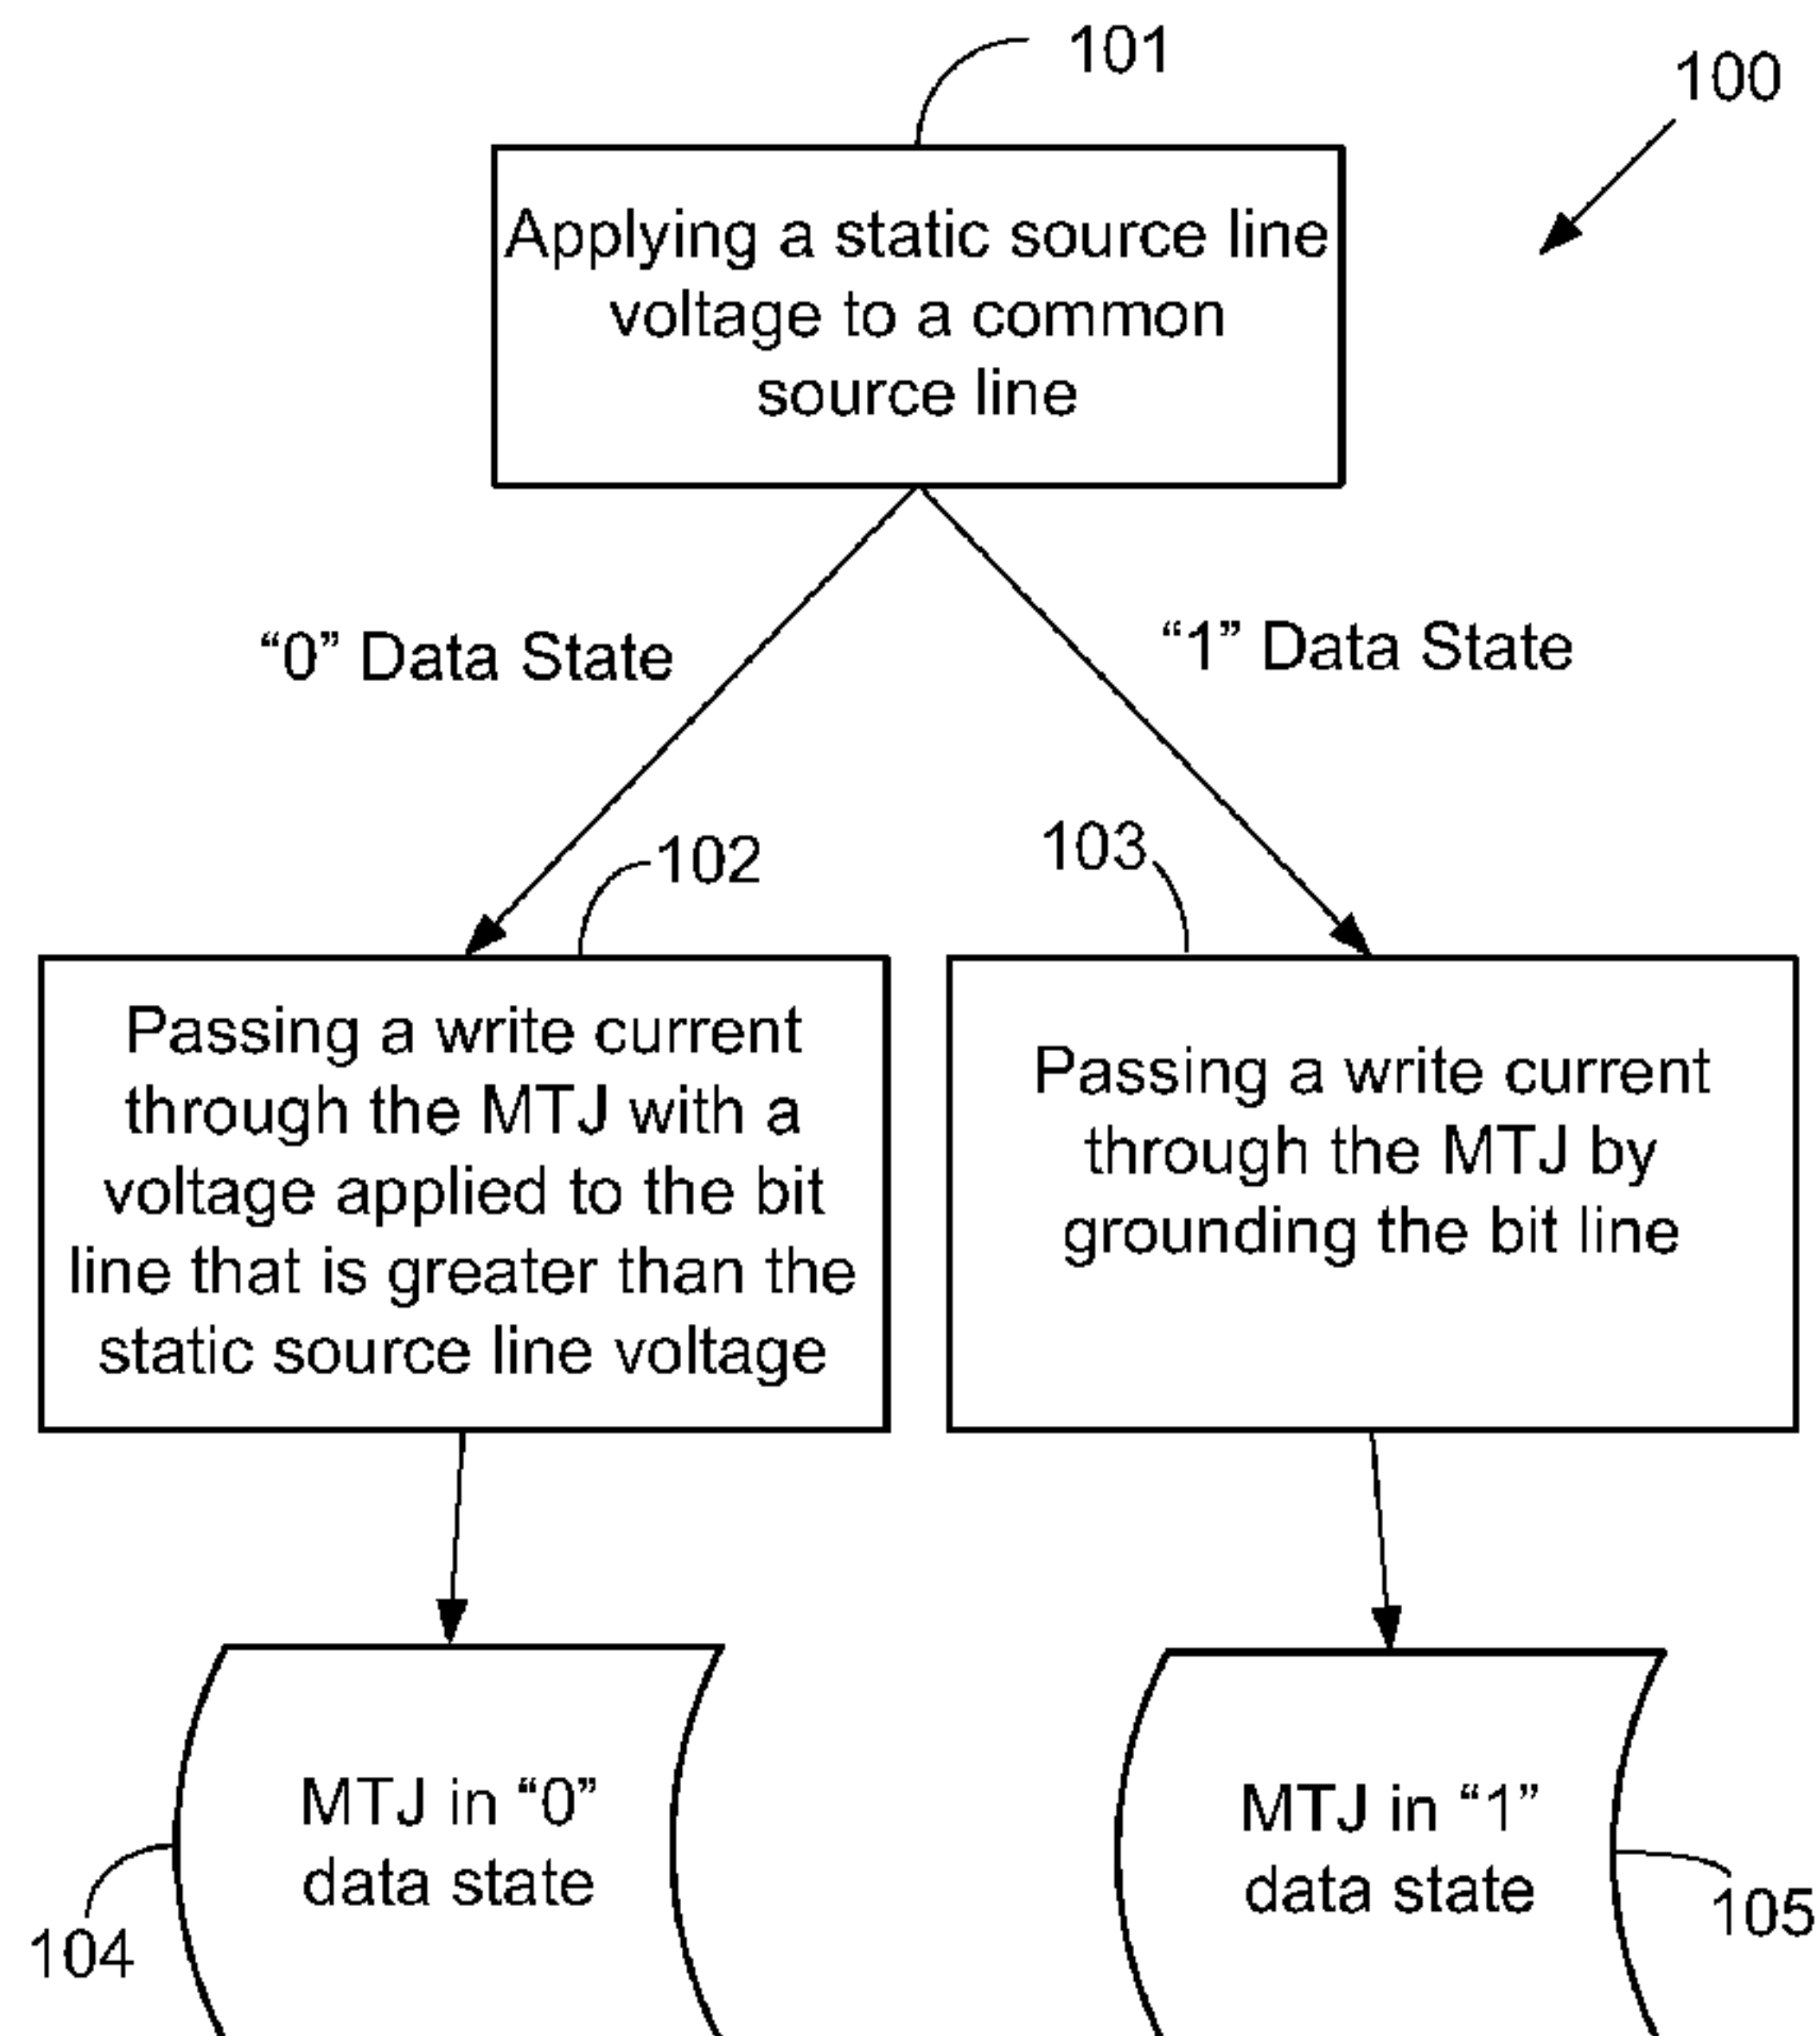 101
100
Applying a static source line
voltage to a common
source line
“0” Data State
“1” Data State
102
103
Passing a write current
through the MTJ with a
voltage applied to the bit
line that is greater than the
static source line voltage
Passing a write current
through the MTJ by
grounding the bit line
MTJ in “0”
data state
MTJ in “1”
data state
104
105